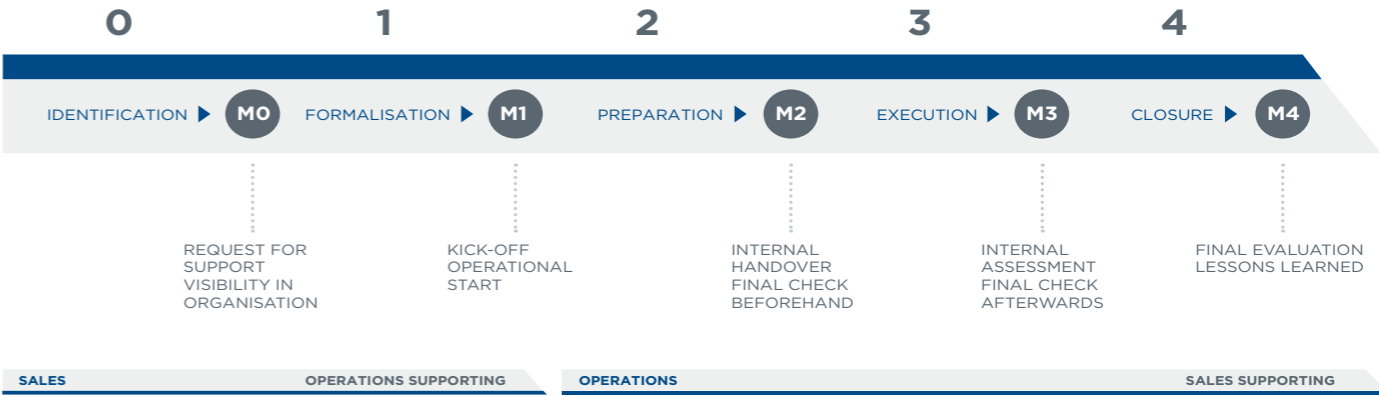 0 1 2 3 4
IDENTIFICATION M0 FORMALISATION M1 PREPARATION M2 EXECUTION M3 CLOSURE M4
REQUEST FOR
SUPPORT
VISIBILITY IN
ORGANISATION
KICK-OFF
OPERATIONAL
START
INTERNAL
HANDOVER
FINAL CHECK
BEFOREHAND
INTERNAL
ASSESSMENT
FINAL CHECK
AFTERWARDS
FINAL EVALUATION
LESSONS LEARNED
SALES OPERATIONS SUPPORTING OPERATIONS SALES SUPPORTING